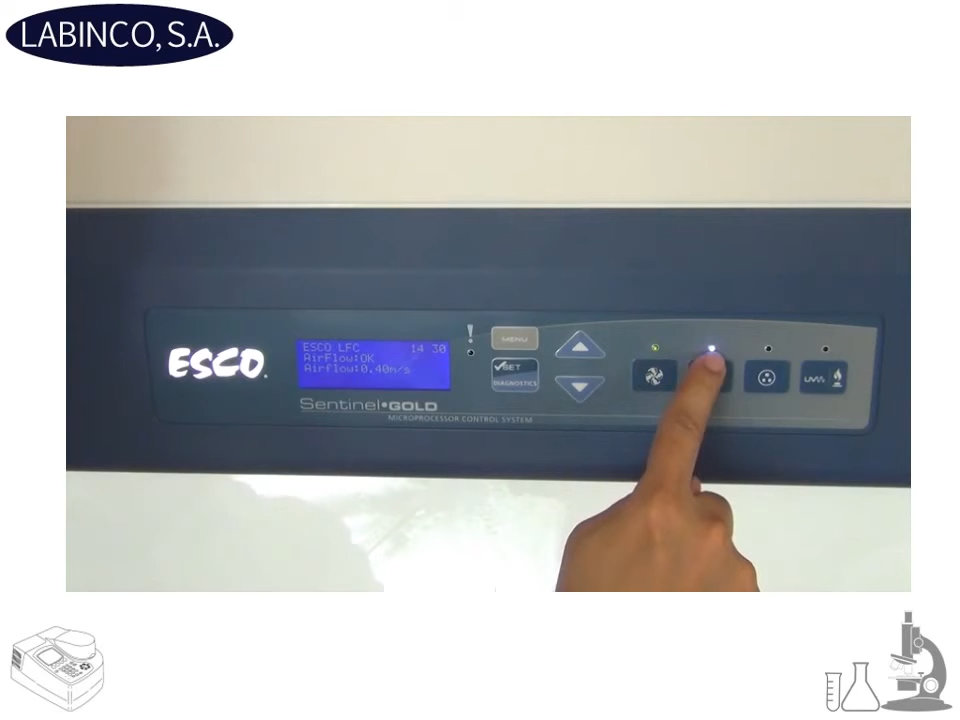 LABINCO, S.A.
ESCO LFC 14 30
AirFlow:OK
Airflow:0.40m/s
ESCO.
Sentinel•GOLD
MICROPROCESSOR CONTROL SYSTEM
!
MENU
✓SET
DIAGNOSTICS
UV